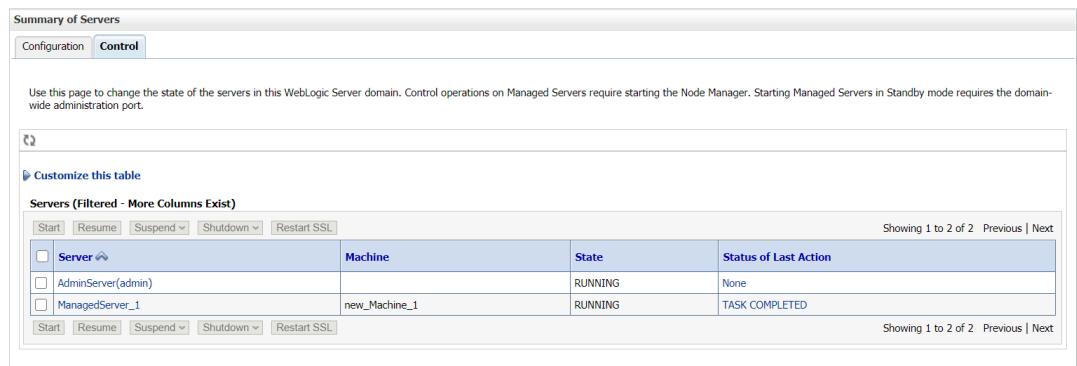 Summary of Servers
Configuration Control
Use this page to change the state of the servers in this WebLogic Server domain. Control operations on Managed Servers require starting the Node Manager. Starting Managed Servers in Standby mode requires the domain-
wide administration port.
Customize this table
Servers (Filtered - More Columns Exist)
Start Resume Suspend Shutdown Restart SSL Showing 1 to 2 of 2 Previous | Next
Server Machine State Status of Last Action
AdminServer(admin) RUNNING None
ManagedServer_1 new_Machine_1 RUNNING TASK COMPLETED
Start Resume Suspend Shutdown Restart SSL Showing 1 to 2 of 2 Previous | Next